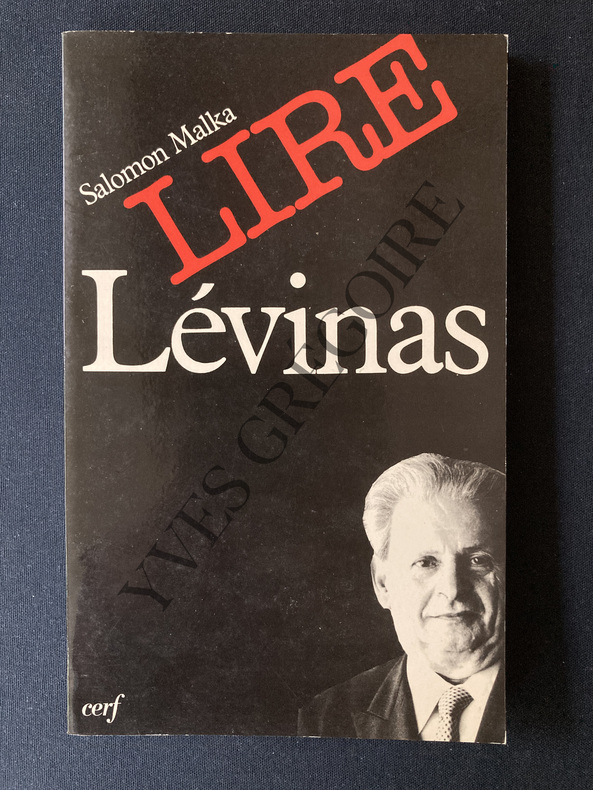 Salomon Malka
LIRE
Lévinas
YVES GRÉGOIRE
cerf